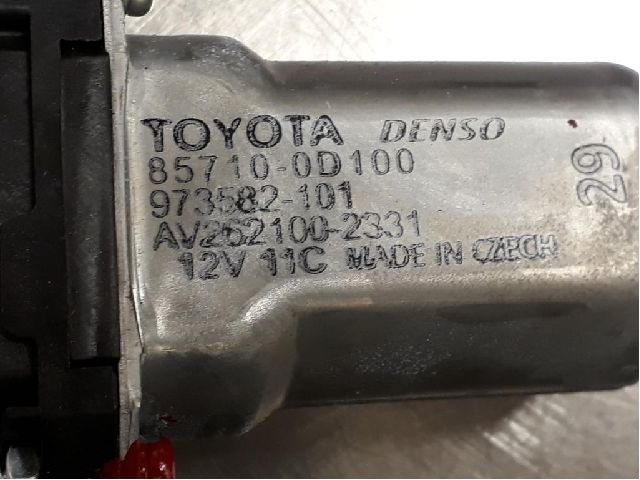 TOYOTA DENSO
85710-0D100
973582-101
AV262100-2331
12V 11C MADE IN CZECH
29